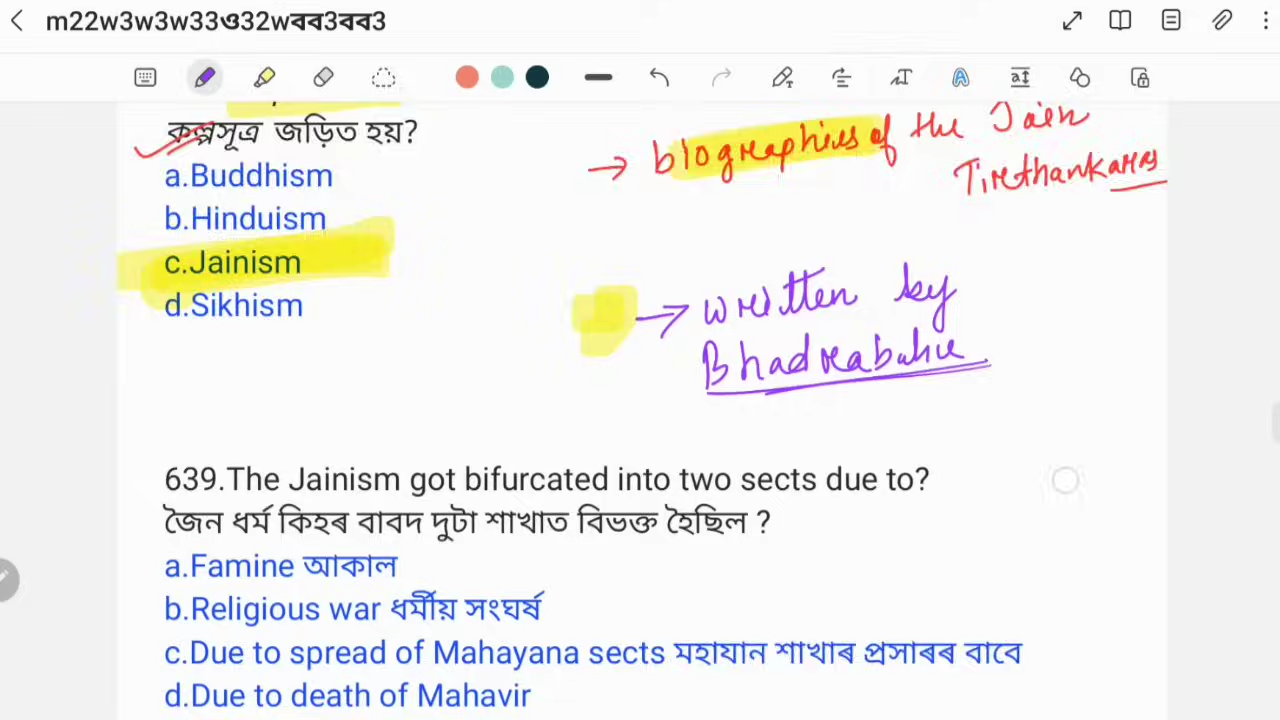 m22w3w3w33ও32wবব3বব3
কল্পসূত্ৰ জড়িত হয়?
→ biographies of the Jain
Tirethankaras
a.Buddhism
b.Hinduism
c.Jainism
d.Sikhism
→ written by
Bhadreabahu
639.The Jainism got bifurcated into two sects due to?
জৈন ধৰ্ম কিহৰ বাবদ দুটা শাখাত বিভক্ত হৈছিল ?
a.Famine আকাল
b.Religious war ধৰ্মীয় সংঘৰ্ষ
c.Due to spread of Mahayana sects মহাযান শাখাৰ প্ৰসাৰৰ বাবে
d.Due to death of Mahavir